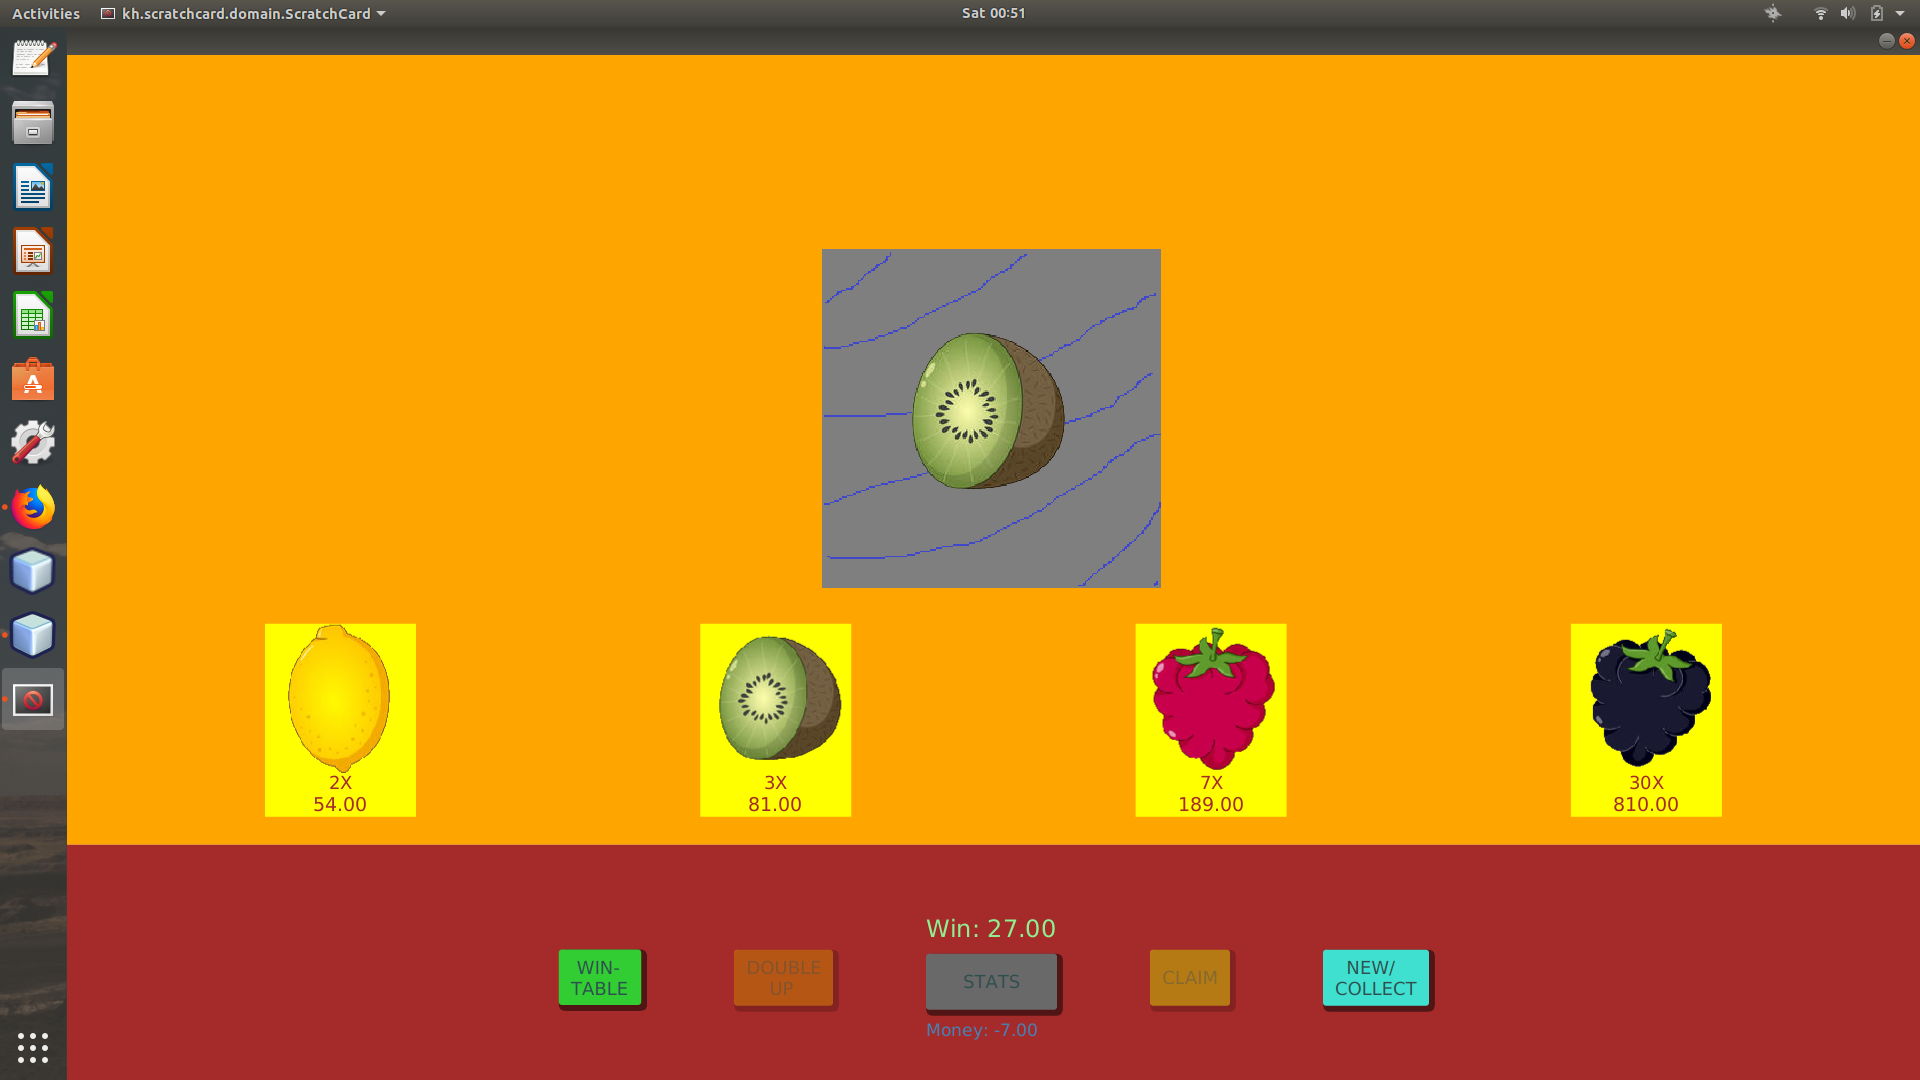 Activities
kh.scratchcard.domain.ScratchCard
Sat 00:51
2X
54.00
3X
81.00
7X
189.00
30X
810.00
Win: 27.00
WIN-
TABLE
DOUBLE
UP
STATS
CLAIM
NEW/
COLLECT
Money: -7.00